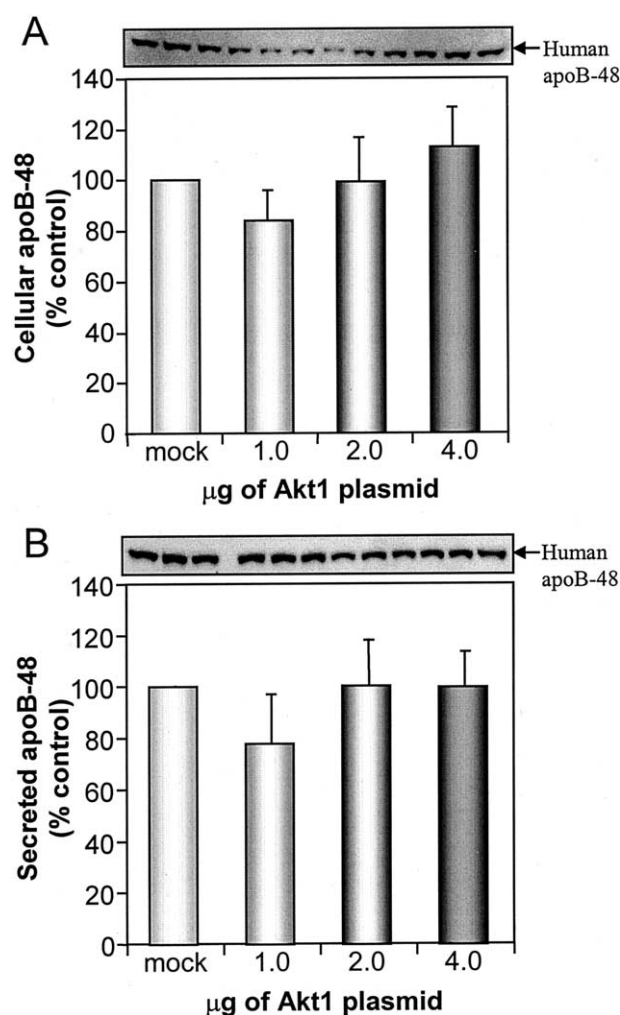 A
Human
apoB-48
140
120
100
80
60
40
20
0
Cellular apoB-48
(% control)
mock 1.0 2.0 4.0
µg of Akt1 plasmid
B
Human
apoB-48
140
120
100
80
60
40
20
0
Secreted apoB-48
(% control)
mock 1.0 2.0 4.0
µg of Akt1 plasmid